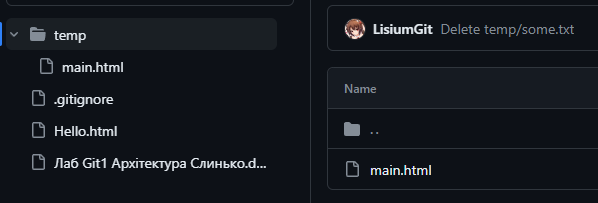 temp
main.html
.gitignore
Hello.html
Лаб Git1 Архітектура Слинько.d...
LisiumGit Delete temp/some.txt
Name
..
main.html